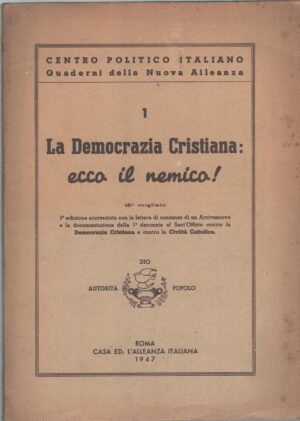 CENTRO POLITICO ITALIANO
Quaderni della Nuova Alleanza
1
La Democrazia Cristiana:
ecco il nemico!
18° migliaio
3ª edizione accresciuta con la lettera di consenso di un Arcivescovo
e la documentazione della 1ª denuncia al Sant'Offizio contro la
Democrazia Cristiana e contro la Civiltà Cattolica.
DIO
AUTORITÀ POPOLO
ROMA
CASA ED. L'ALLEANZA ITALIANA
1947